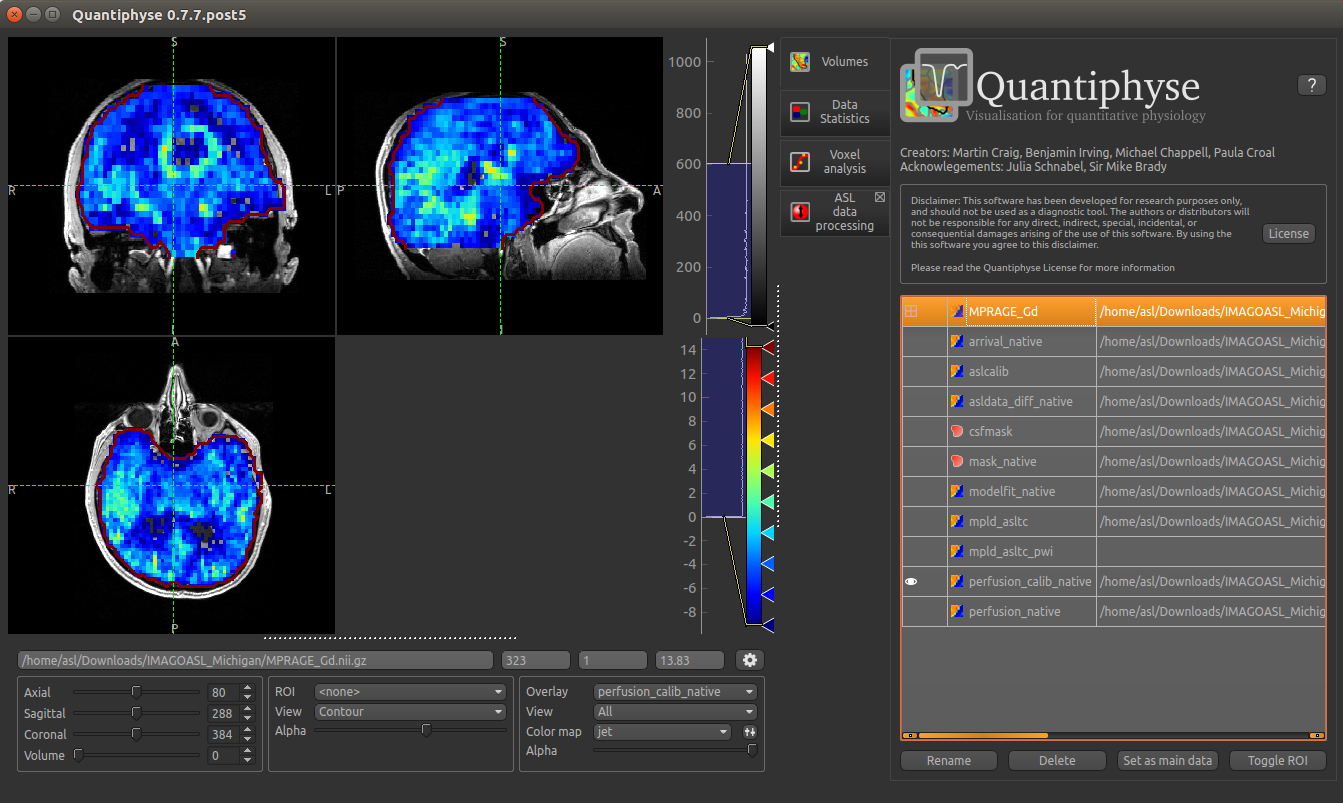 Quantiphyse 0.7.7.post5
S
R
L
I
S
P
A
I
A
R
L
P
1000
800
600
400
200
0
14
12
10
8
6
4
2
0
-2
-4
-6
-8
/home/asl/Downloads/IMAGOASL_Michigan/MPRAGE_Gd.nii.gz
323
1
13.83
Axial
80
Sagittal
288
Coronal
384
Volume
0
ROI
<none>
View
Contour
Alpha
Overlay
perfusion_calib_native
View
All
Color map
jet
Alpha
Volumes
Data
Statistics
Voxel
analysis
ASL
data
processing
Quantiphyse
Visualisation for quantitative physiology
?
Creators: Martin Craig, Benjamin Irving, Michael Chappell, Paula Croal
Acknowlegements: Julia Schnabel, Sir Mike Brady
Disclaimer: This software has been developed for research purposes only,
and should not be used as a diagnostic tool. The authors or distributors will
not be responsible for any direct, indirect, special, incidental, or
consequential damages arising of the use of this software. By using the
this software you agree to this disclaimer.
Please read the Quantiphyse License for more information
License
MPRAGE_Gd /home/asl/Downloads/IMAGOASL_Michig
arrival_native /home/asl/Downloads/IMAGOASL_Michig
aslcalib /home/asl/Downloads/IMAGOASL_Michig
asldata_diff_native /home/asl/Downloads/IMAGOASL_Michig
csfmask /home/asl/Downloads/IMAGOASL_Michig
mask_native /home/asl/Downloads/IMAGOASL_Michig
modelfit_native /home/asl/Downloads/IMAGOASL_Michig
mpld_asltc /home/asl/Downloads/IMAGOASL_Michig
mpld_asltc_pwi
perfusion_calib_native /home/asl/Downloads/IMAGOASL_Michig
perfusion_native /home/asl/Downloads/IMAGOASL_Michig
Rename
Delete
Set as main data
Toggle ROI